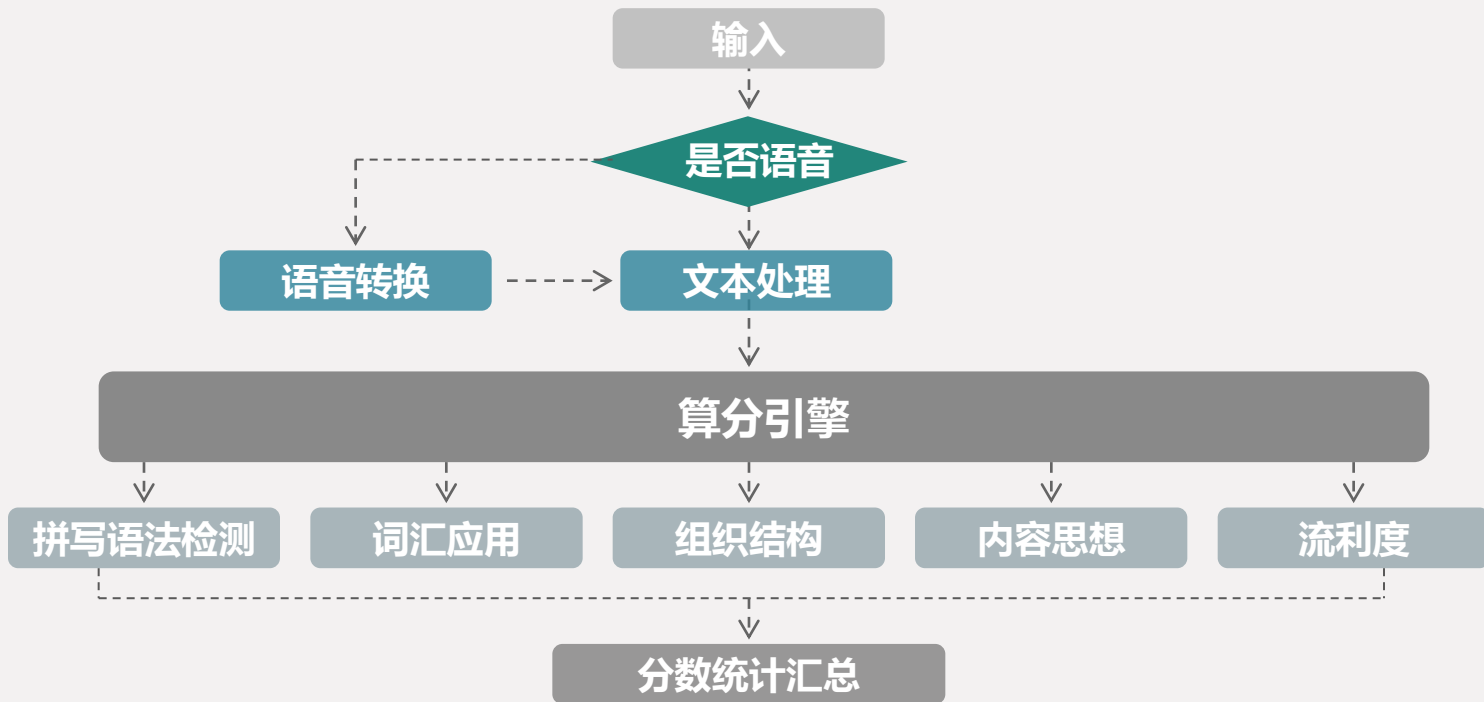 输入
是否语音
语音转换
文本处理
算分引擎
拼写语法检测
词汇应用
组织结构
内容思想
流利度
分数统计汇总